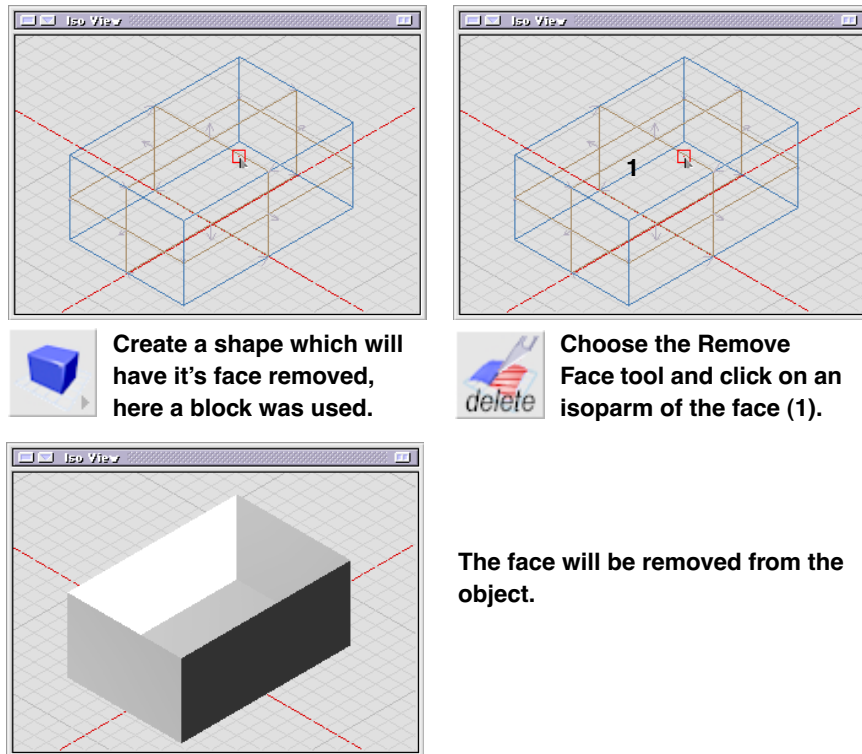 Iso View
Iso View
1
Create a shape which will
have it's face removed,
here a block was used.
delete
Choose the Remove
Face tool and click on an
isoparm of the face (1).
Iso View
The face will be removed from the
object.